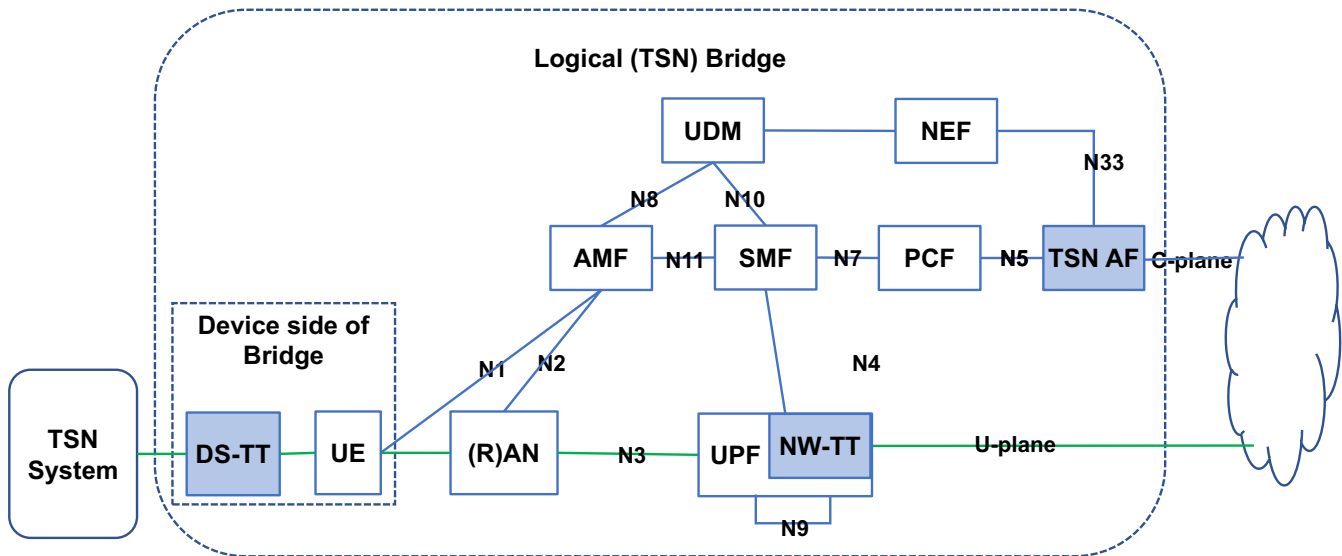 Logical (TSN) Bridge
UDM
NEF
N33
N8
N10
AMF
N11
SMF
N7
PCF
N5
TSN AF
C-plane
Device side of
Bridge
N1
N2
N4
TSN
System
DS-TT
UE
(R)AN
N3
UPF
NW-TT
U-plane
N9